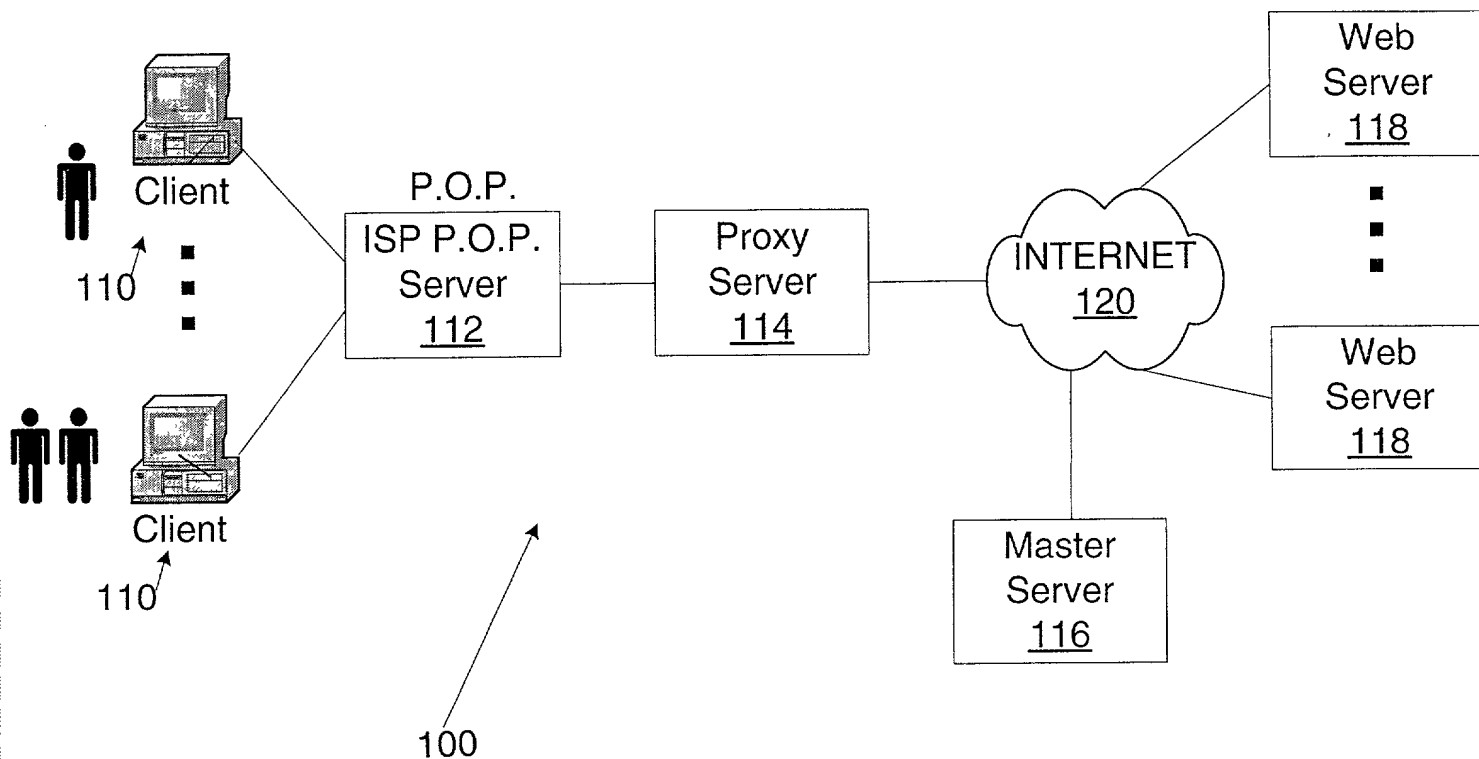 Client
110
Client
110
P.O.P.
ISP P.O.P.
Server
112
Proxy
Server
114
INTERNET
120
Web
Server
118
Web
Server
118
Master
Server
116
100